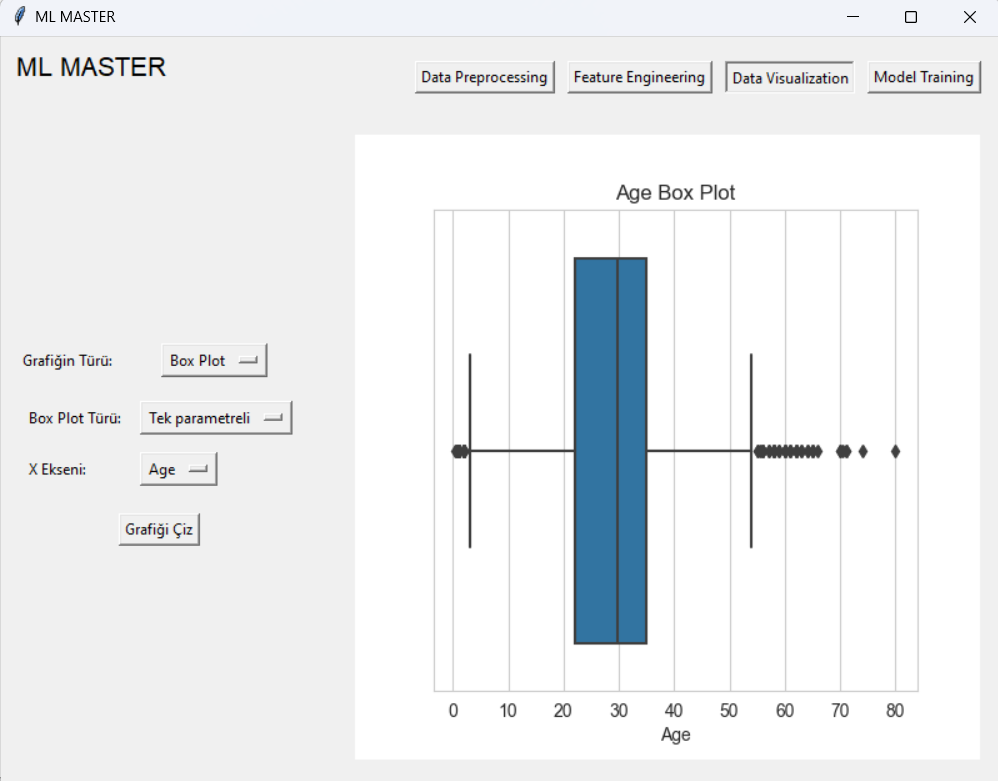 ML MASTER
ML MASTER
Data Preprocessing
Feature Engineering
Data Visualization
Model Training
Grafiğin Türü:
Box Plot
Box Plot Türü:
Tek parametreli
X Ekseni:
Age
Grafiği Çiz
Age Box Plot
0 10 20 30 40 50 60 70 80
Age